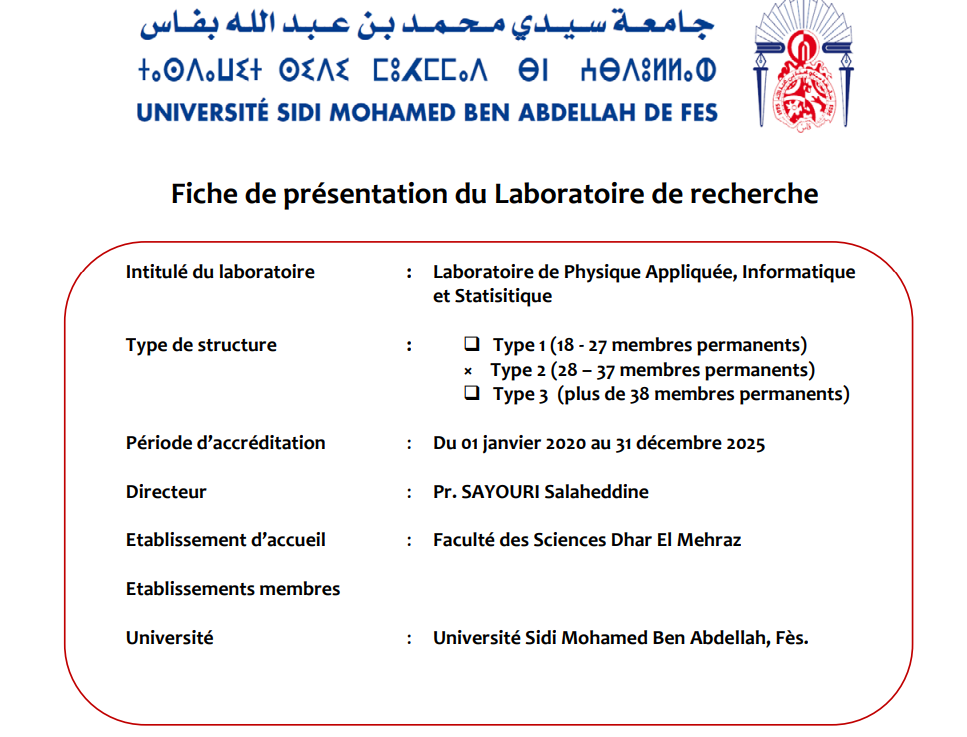 جامعة سيدي محمد بن عبد الله بفاس
ⵜⴰⵙⴷⴰⵡⵉⵜ ⵙⵉⴷⵉ ⵎⵓⵃⵎⵎⴰⴷ ⴱⵏ ⵄⴱⴷⵓⵍⵍⴰⵀ
UNIVERSITÉ SIDI MOHAMED BEN ABDELLAH DE FES
Fiche de présentation du Laboratoire de recherche
Intitulé du laboratoire : Laboratoire de Physique Appliquée, Informatique
et Statisitique
Type de structure : ❑ Type 1 (18 - 27 membres permanents)
× Type 2 (28 – 37 membres permanents)
❑ Type 3 (plus de 38 membres permanents)
Période d’accréditation : Du 01 janvier 2020 au 31 décembre 2025
Directeur : Pr. SAYOURI Salaheddine
Etablissement d’accueil : Faculté des Sciences Dhar El Mehraz
Etablissements membres
Université : Université Sidi Mohamed Ben Abdellah, Fès.